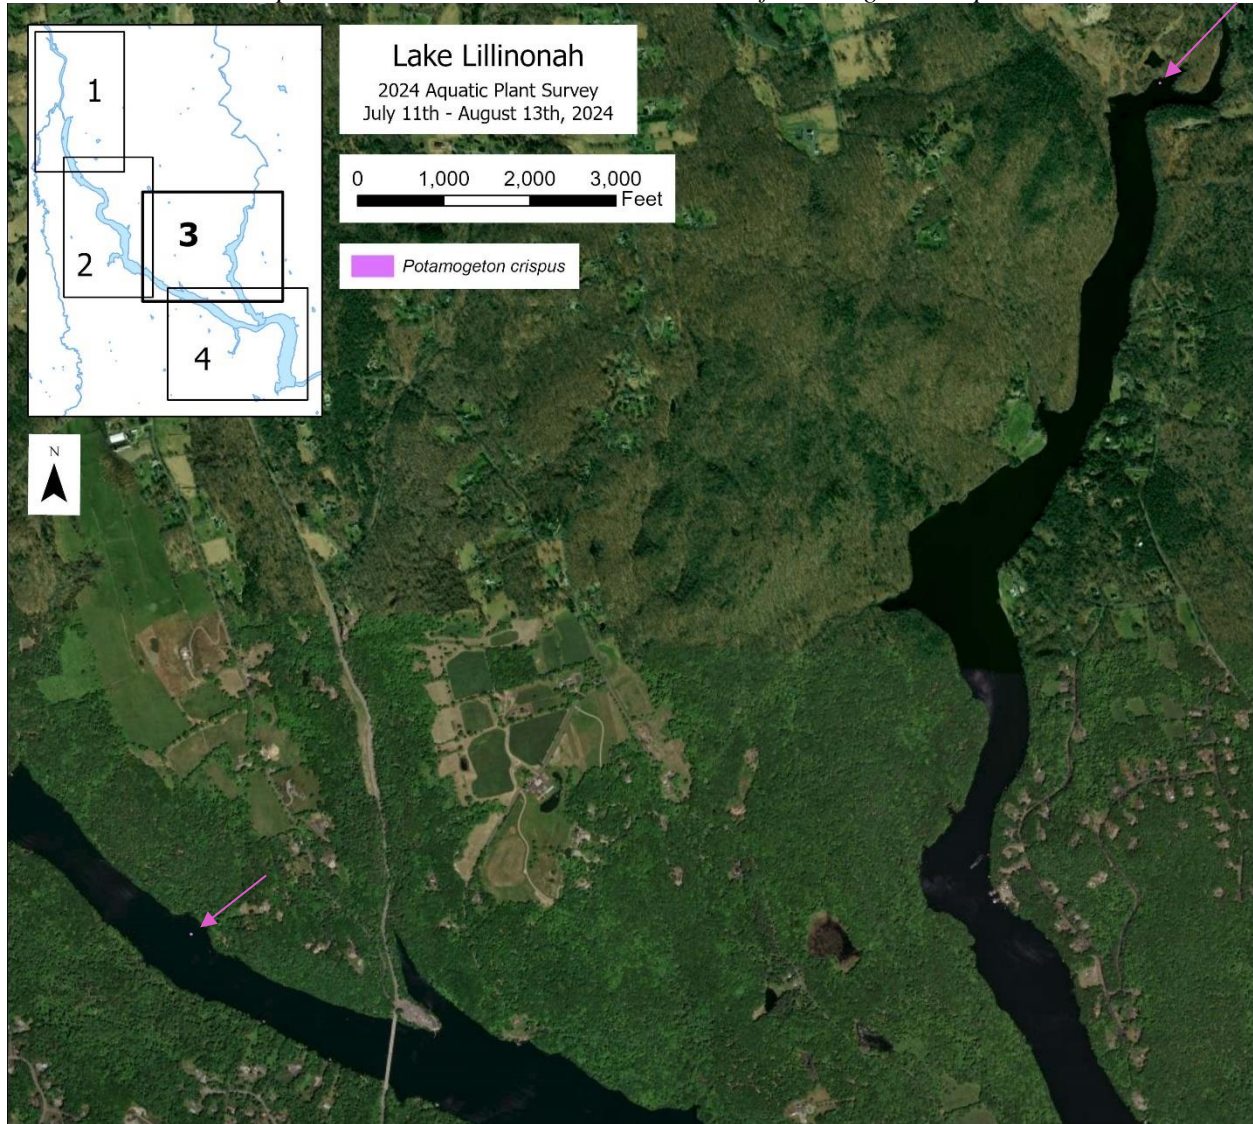 Lake Lillinonah
2024 Aquatic Plant Survey
July 11th - August 13th, 2024
0 1,000 2,000 3,000
Feet
Potamogeton crispus
1
2
3
4
N